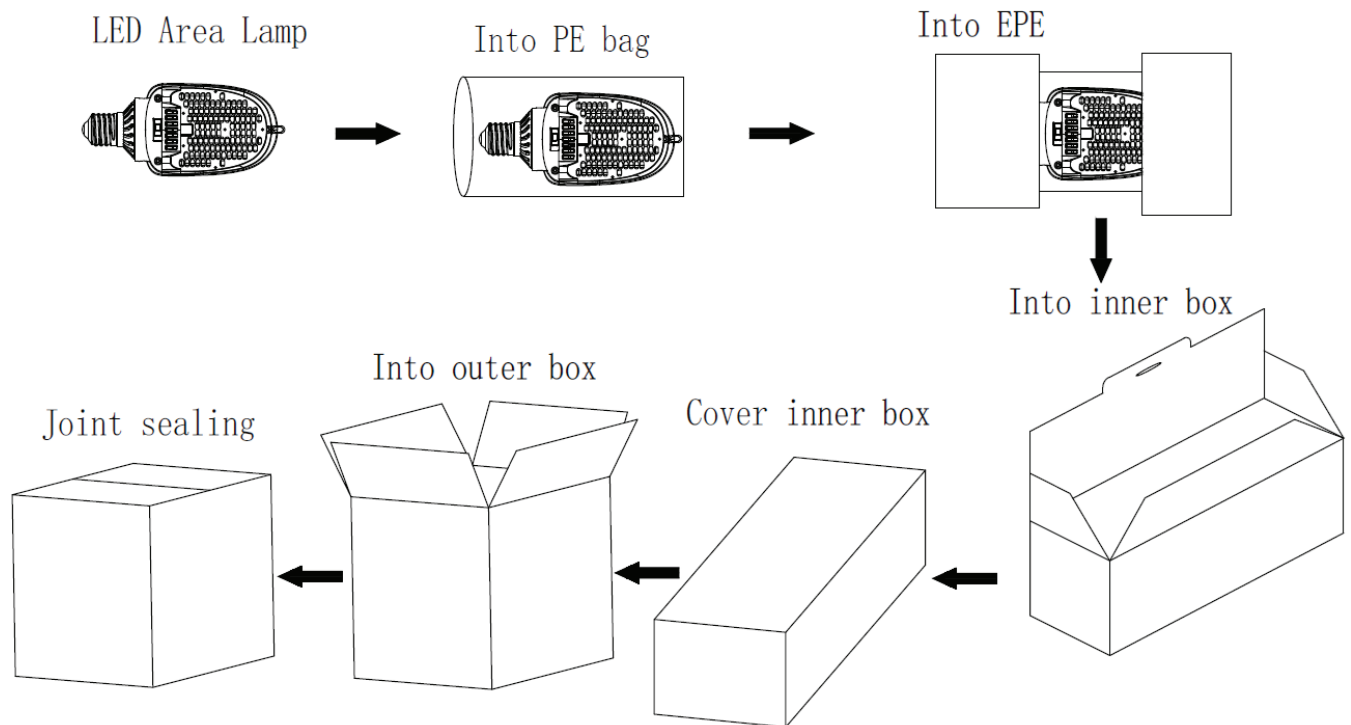 LED Area Lamp
Into PE bag
Into EPE
Into inner box
Cover inner box
Into outer box
Joint sealing